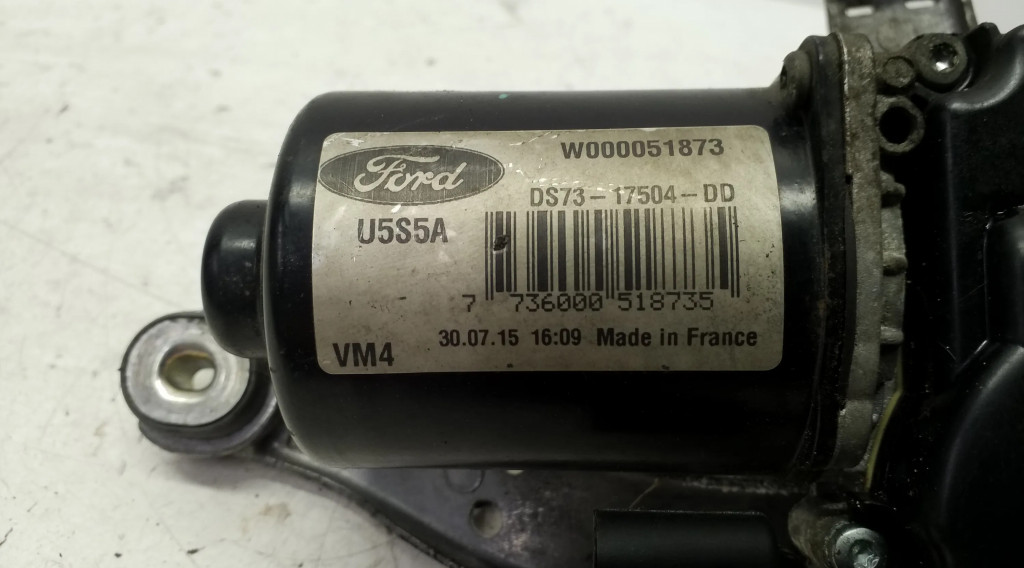 Ford
W000051873
DS73-17504-DD
U5S5A
7 736000 518735
30.07.15 16:09 Made in France
VM4